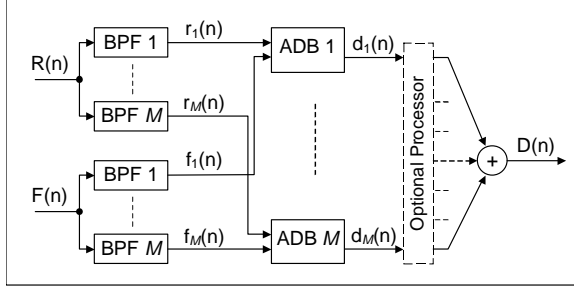 R(n)
BPF 1
r1(n)
BPF M
rM(n)
F(n)
BPF 1
f1(n)
BPF M
fM(n)
ADB 1
d1(n)
ADB M
dM(n)
Optional Processor
+
D(n)